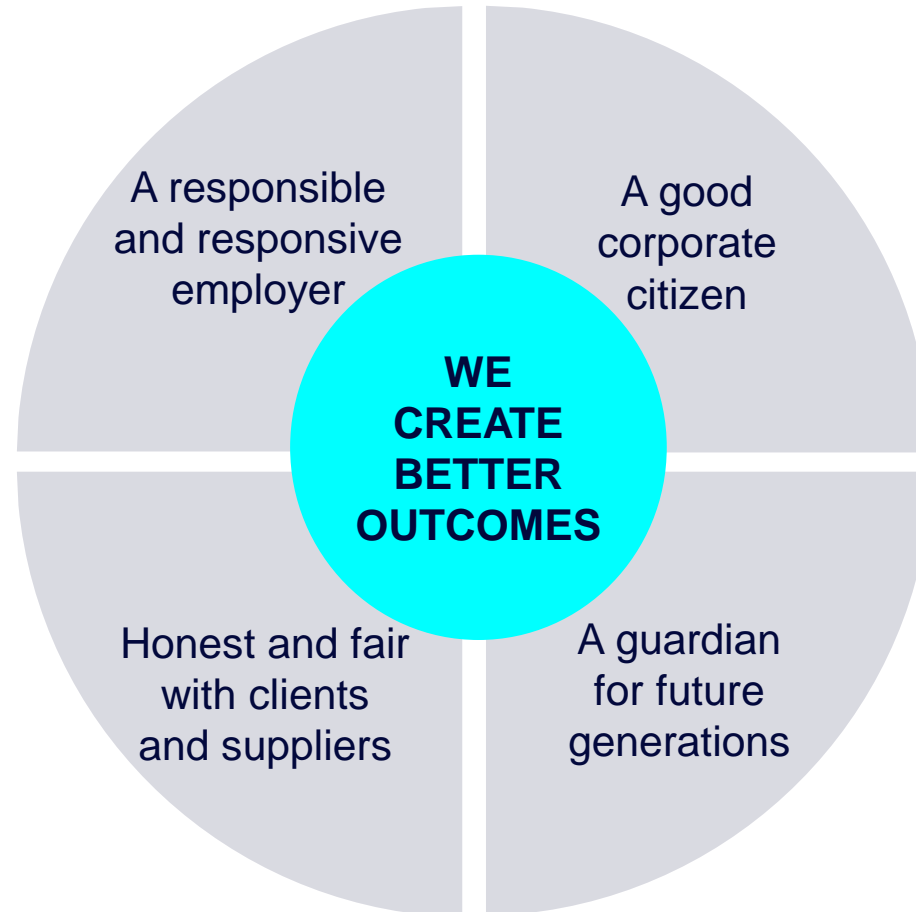 A responsible
and responsive
employer
A good
corporate
citizen
WE
CREATE
BETTER
OUTCOMES
Honest and fair
with clients
and suppliers
A guardian
for future
generations